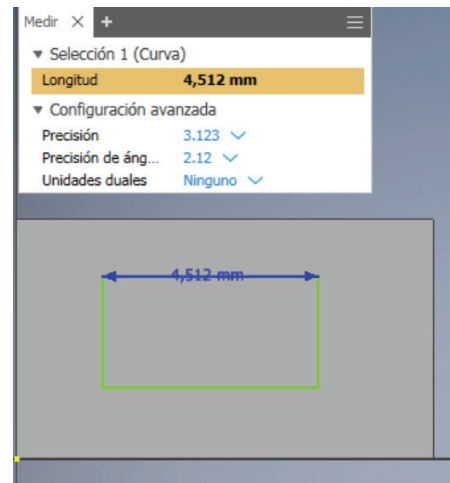 Medir × +
Selección 1 (Curva)
Longitud 4,512 mm
Configuración avanzada
Precisión 3.123
Precisión de áng... 2.12
Unidades duales Ninguno
4,512 mm